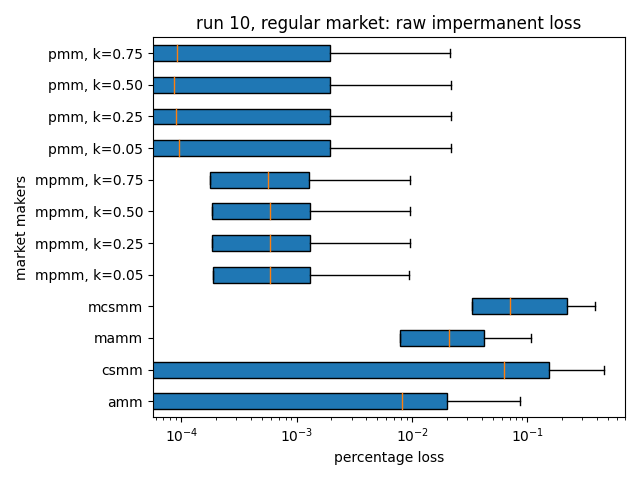 run 10, regular market: raw impermanent loss
market makers
pmm, k=0.75
pmm, k=0.50
pmm, k=0.25
pmm, k=0.05
mpmm, k=0.75
mpmm, k=0.50
mpmm, k=0.25
mpmm, k=0.05
mcsmm
mamm
csmm
amm
10⁻⁴ 10⁻³ 10⁻² 10⁻¹
percentage loss